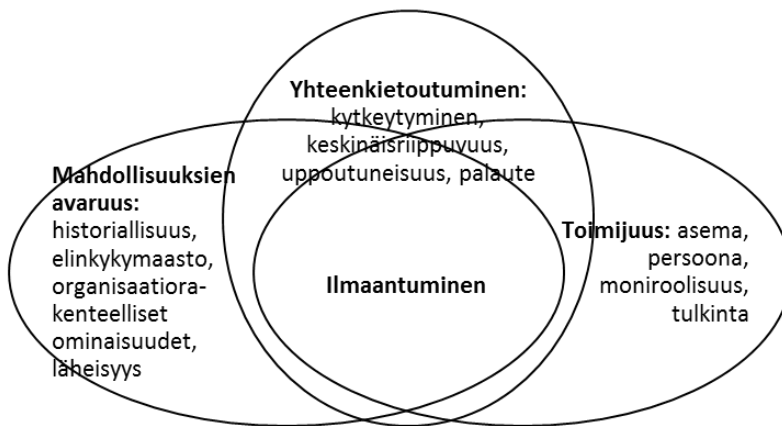 Yhteenkietoutuminen:
kytkeytyminen,
keskinäisriippuvuus,
uppoutuneisuus, palaute
Mahdollisuuksien
avaruus:
historiallisuus,
elinkykymaasto,
organisaatiora-
kenteelliset
ominaisuudet,
läheisyys
Ilmaantuminen
Toimijuus: asema,
persoona,
moniroolisuus,
tulkinta